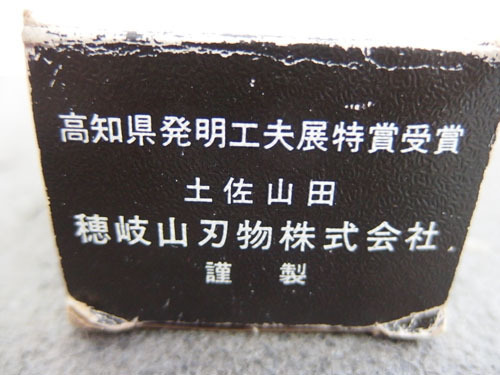 高知県発明工夫展特賞受賞
土佐山田
穂岐山刃物株式会社
謹製